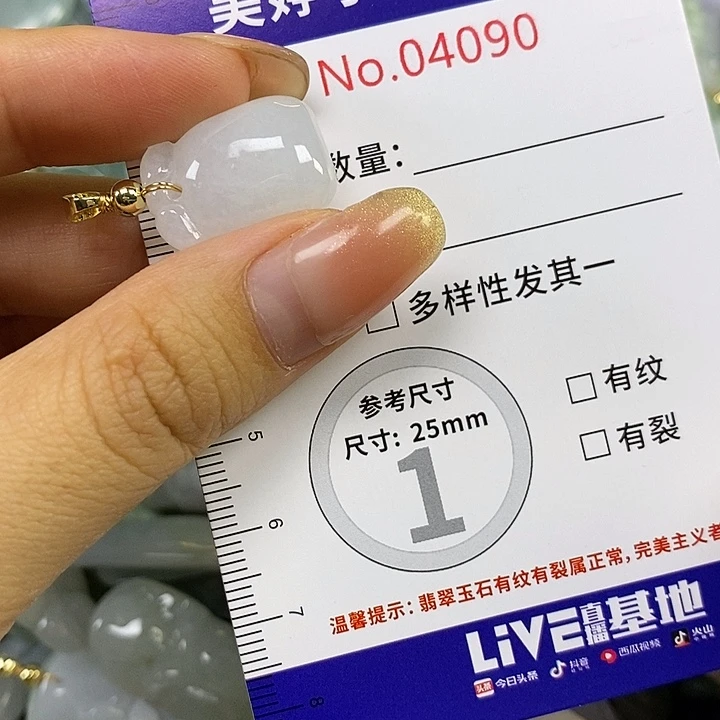 No.04090
数量：
多样性发其一
参考尺寸
尺寸: 25mm
1
有纹
有裂
5
6
7
8
温馨提示: 翡翠玉石有纹有裂属正常, 完美主义者
LiVE直播基地
头条 今日头条 抖音 西瓜视频 火山